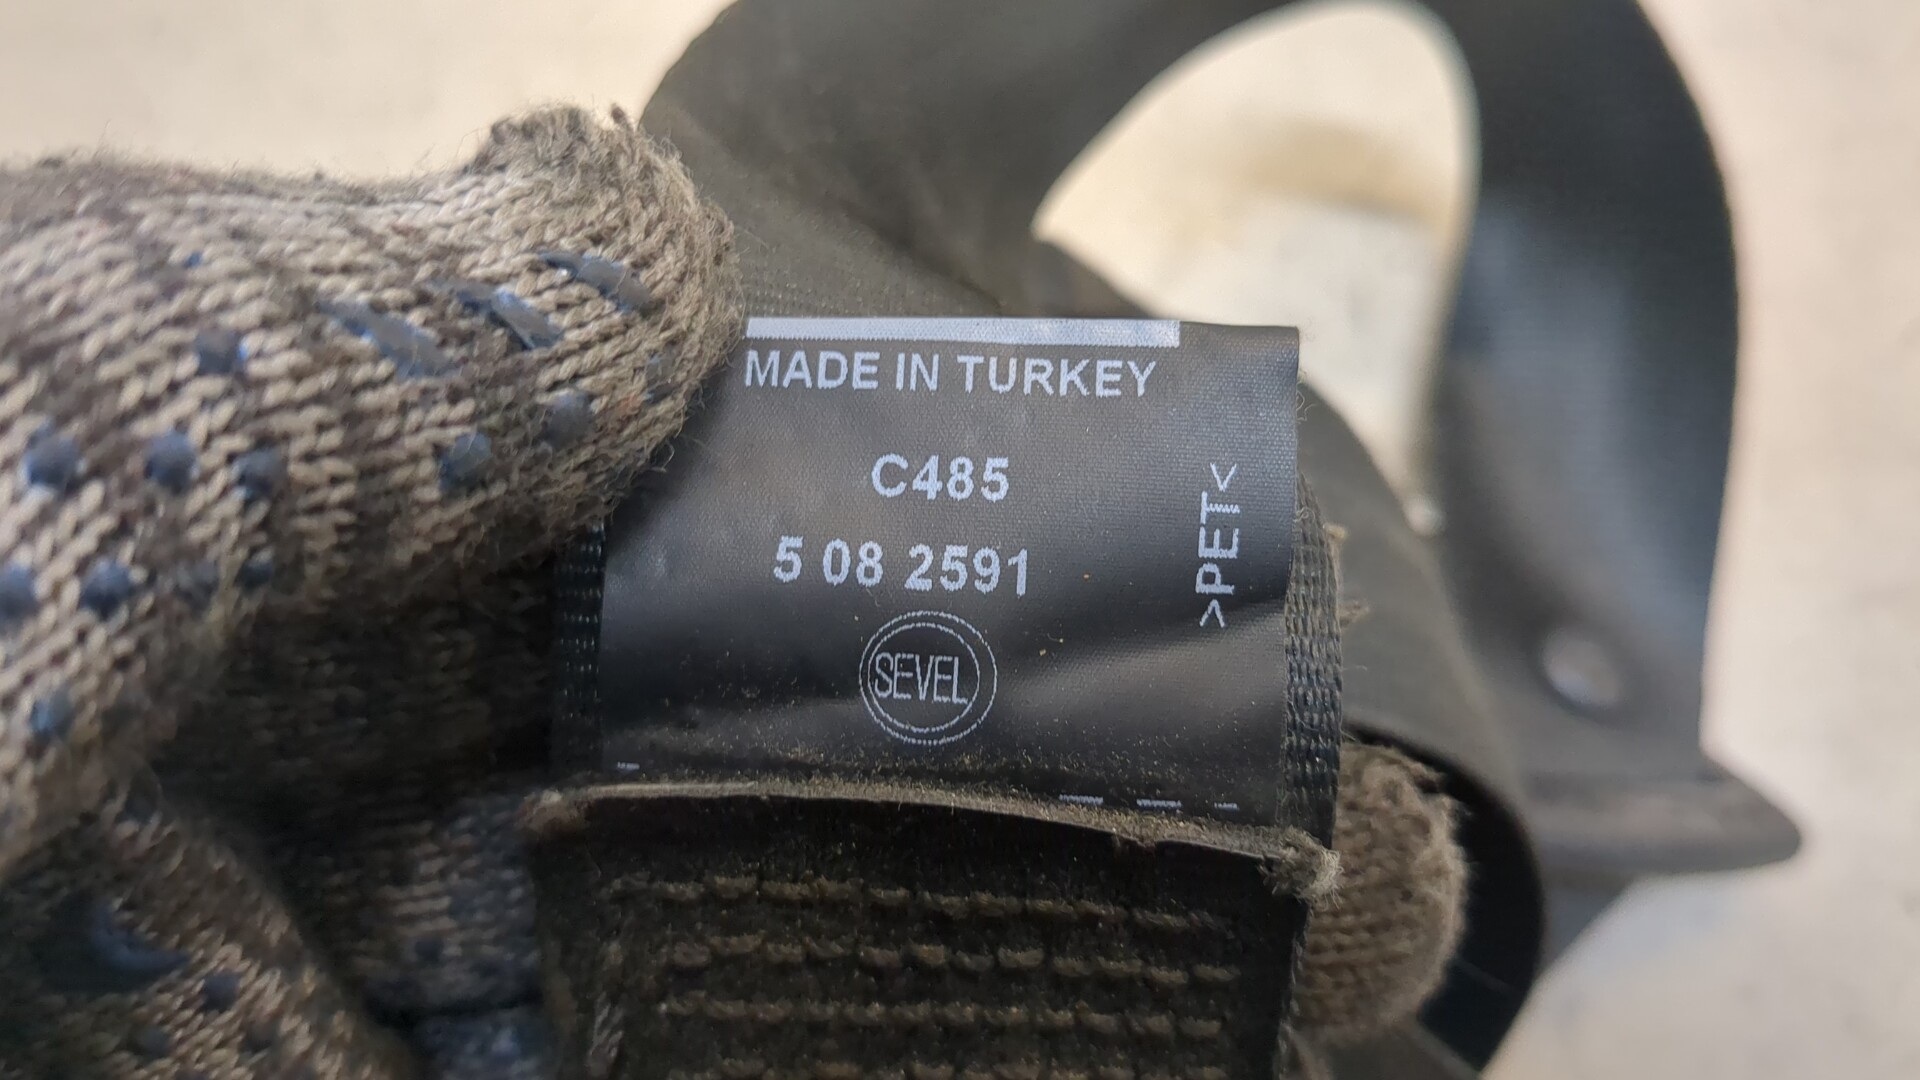 MADE IN TURKEY
C485
5 08 2591
SEVEL
>PET<